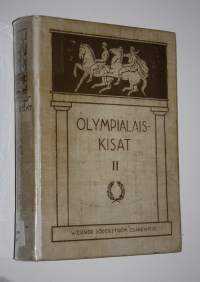 OLYMPIALAIS-
KISAT
II
WERNER SÖDERSTRÖM OSAKEYHTIÖ